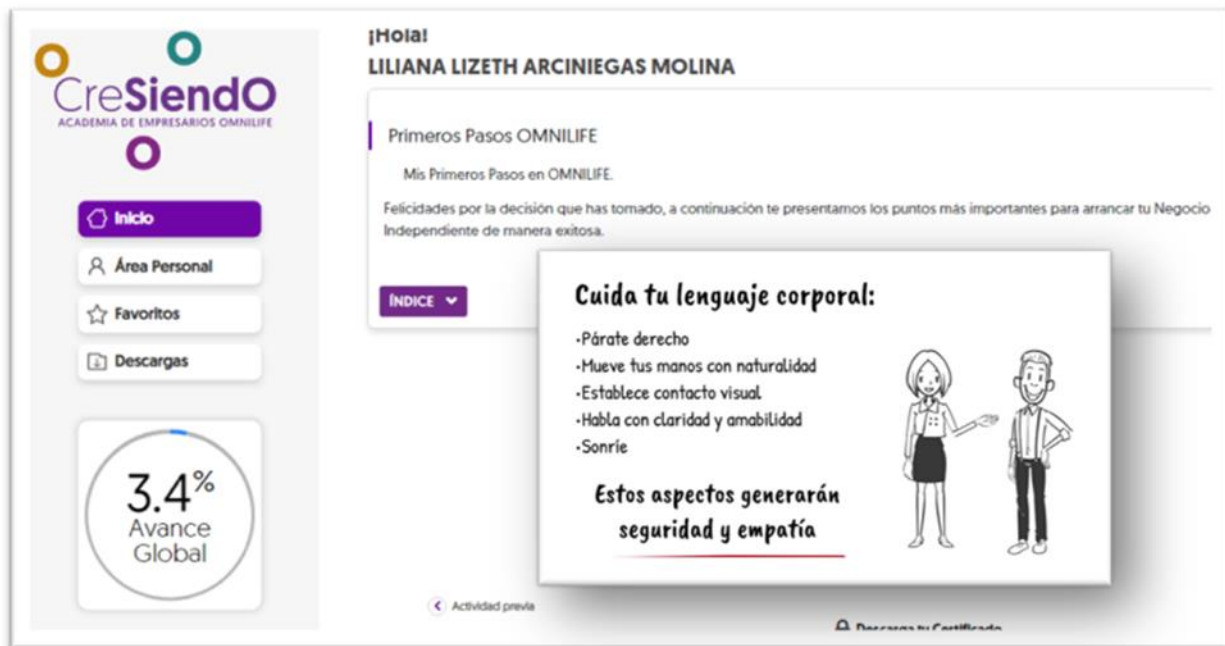 CreSiendO
ACADEMIA DE EMPRESARIOS OMNILIFE
Inicio
Área Personal
Favoritos
Descargas
3.4%
Avance
Global
¡Hola!
LILIANA LIZETH ARCINIEGAS MOLINA
Primeros Pasos OMNILIFE
Mis Primeros Pasos en OMNILIFE.
Felicidades por la decisión que has tomado, a continuación te presentamos los puntos más importantes para arrancar tu Negocio
Independiente de manera exitosa.
ÍNDICE
Cuida tu lenguaje corporal:
·Párate derecho
·Mueve tus manos con naturalidad
·Establece contacto visual
·Habla con claridad y amabilidad
·Sonríe
Estos aspectos generarán
seguridad y empatía
Actividad previa
Descarga tu Certificado